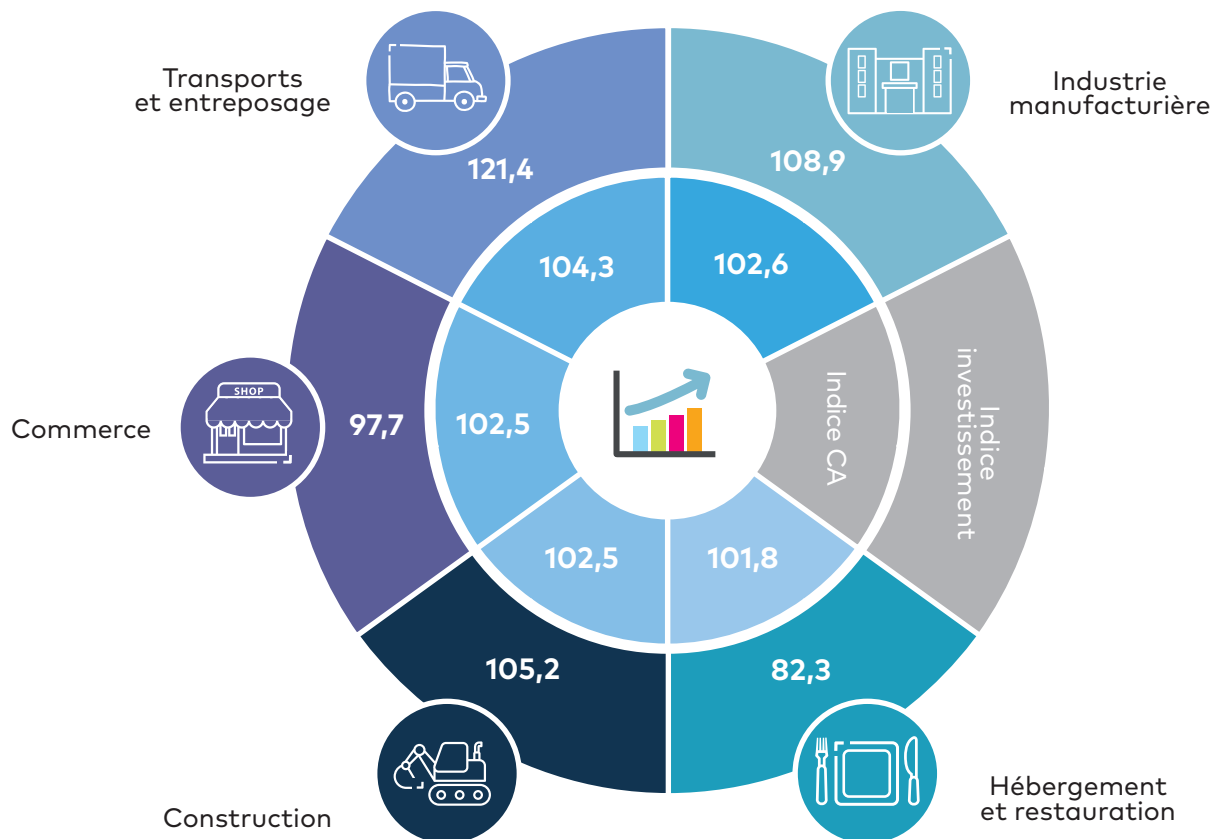 Transports
et entreposage
Industrie
manufacturière
121,4
108,9
104,3
102,6
SHOP
Commerce
97,7
102,5
Indice CA
Indice
investissement
102,5
101,8
105,2
82,3
Construction
Hébergement
et restauration